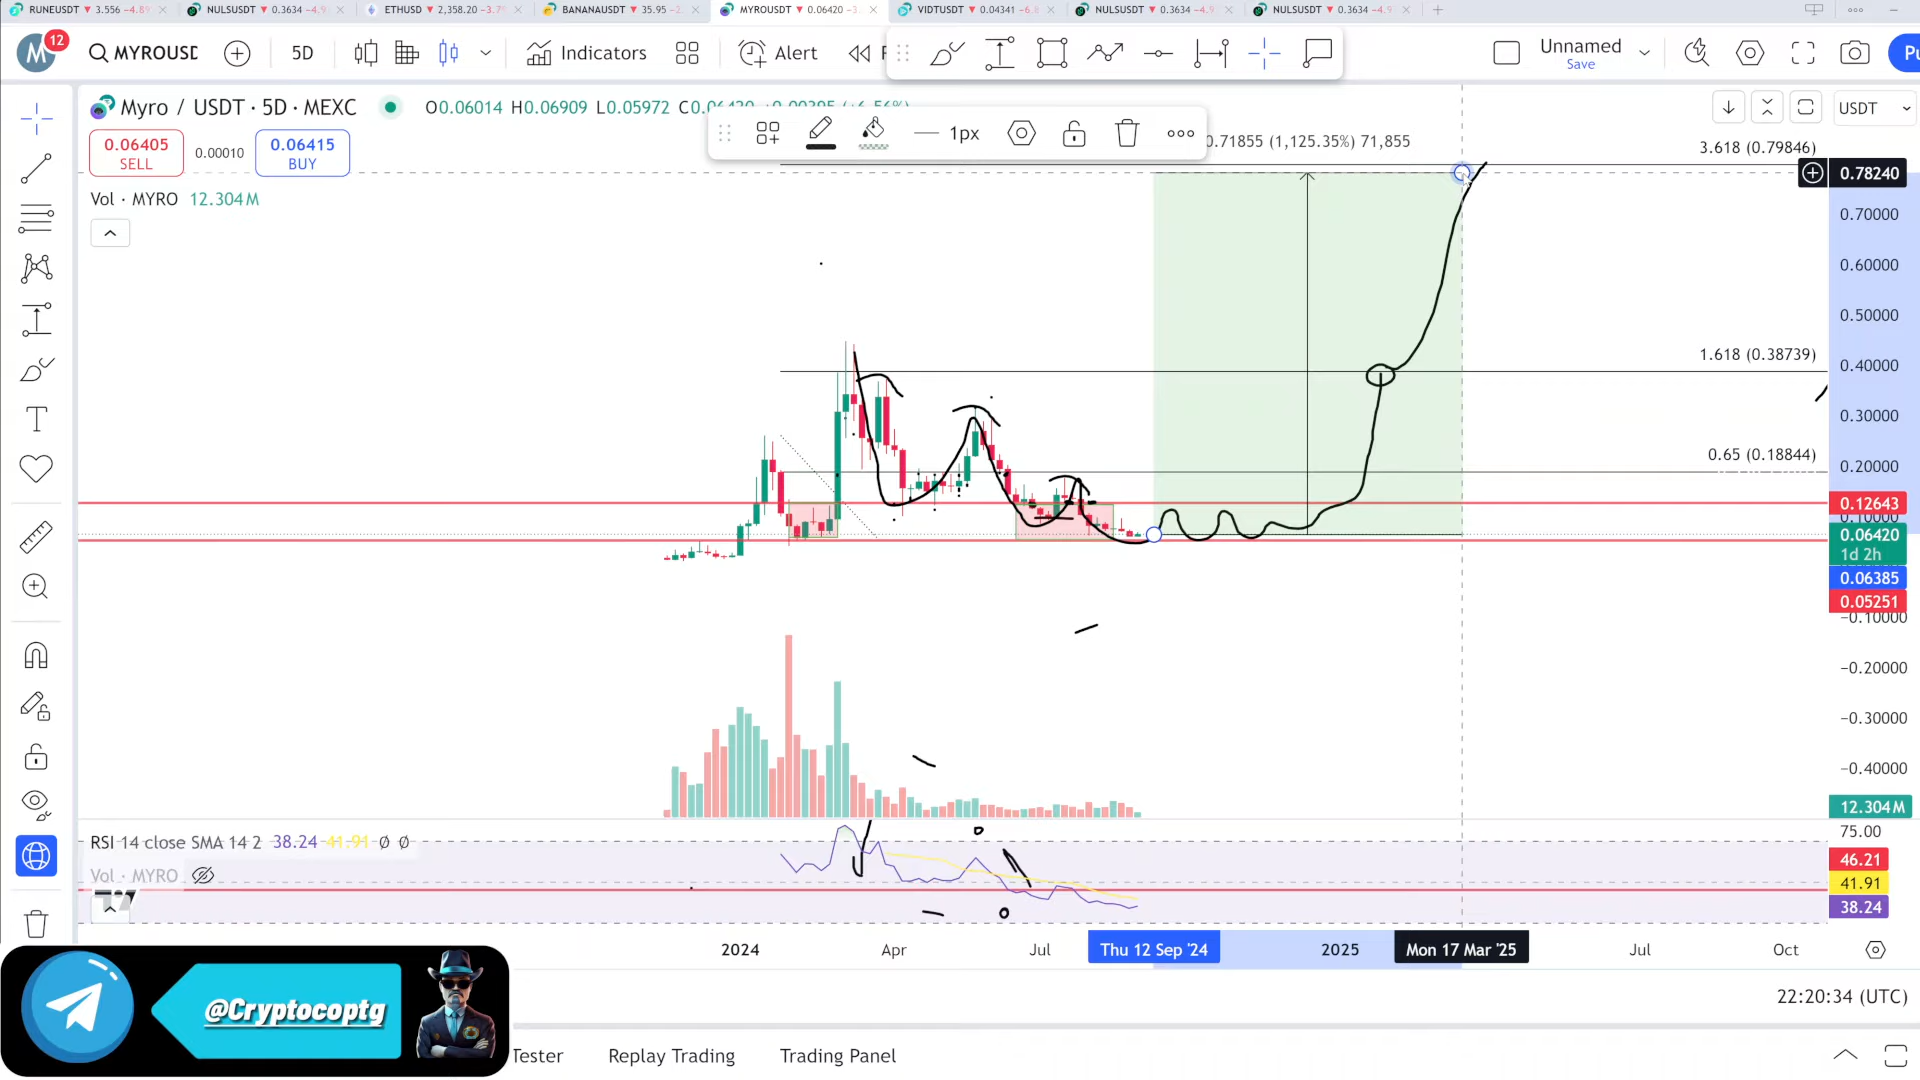 RUNEUSDT ▼ 3.556 −4.8
NULSUSDT ▼ 0.3634 −4.9
ETHUSD ▼ 2,358.20 −3.7
BANANAUSDT ▼ 35.95 −2.
MYROUSDT ▼ 0.06420 −3.
VIDTUSDT ▼ 0.04341 −6.
NULSUSDT ▼ 0.3634 −4.9
NULSUSDT ▼ 0.3634 −4.9
M 12
MYROUSD
5D
Indicators
Alert
Unnamed
Save
Myro / USDT · 5D · MEXC
O0.06014 H0.06909 L0.05972 C0.06420 +0.00395 (+6.56%)
1px
USDT
0.06405
SELL
0.00010
0.06415
BUY
0.71855 (1,125.35%) 71,855
Vol · MYRO 12.304M
3.618 (0.79846)
0.78240
0.70000
0.60000
0.50000
1.618 (0.38739)
0.40000
0.30000
0.65 (0.18844)
0.20000
0.12643
0.10000
0.06420
1d 2h
0.06385
0.05251
−0.10000
−0.20000
−0.30000
−0.40000
12.304M
RSI 14 close SMA 14 2 38.24 41.91 Ø Ø
75.00
Vol · MYRO
46.21
41.91
38.24
2024
Apr
Jul
Thu 12 Sep '24
2025
Mon 17 Mar '25
Jul
Oct
@Cryptocoptg
22:20:34 (UTC)
Tester
Replay Trading
Trading Panel